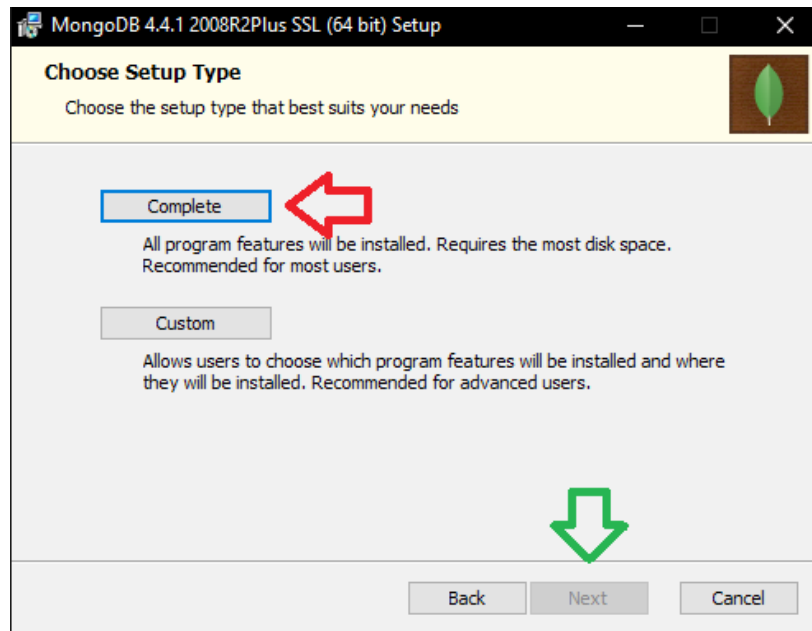 MongoDB 4.4.1 2008R2Plus SSL (64 bit) Setup
Choose Setup Type
Choose the setup type that best suits your needs
Complete
All program features will be installed. Requires the most disk space.
Recommended for most users.
Custom
Allows users to choose which program features will be installed and where
they will be installed. Recommended for advanced users.
Back Next Cancel